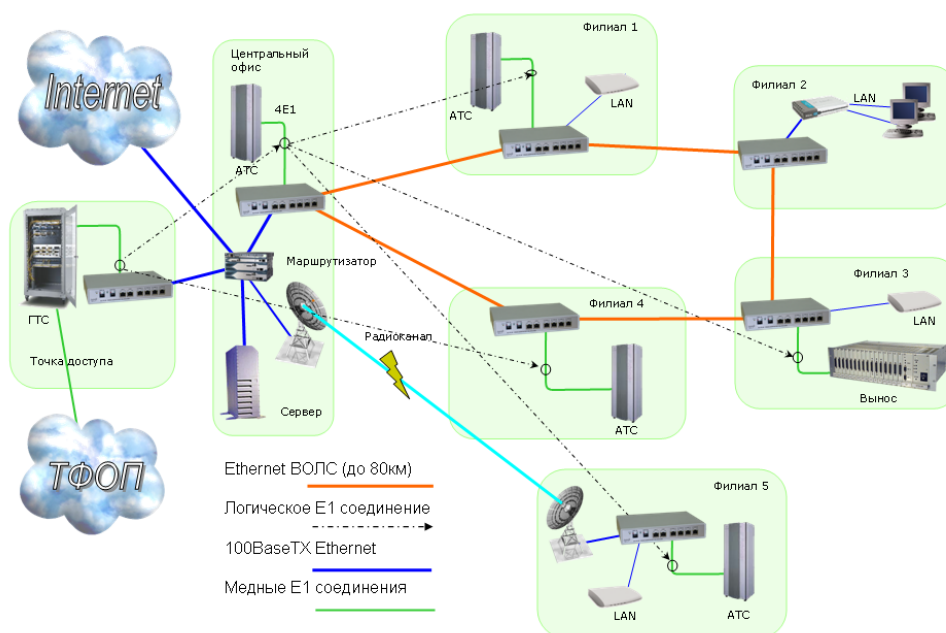 Internet
Центральный
офис
4E1
АТС
Филиал 1
АТС
LAN
Филиал 2
LAN
ГТС
Точка доступа
Маршрутизатор
Сервер
Радиоканал
Филиал 4
АТС
Филиал 3
LAN
Вынос
ТФОП
Ethernet ВОЛС (до 80км)
Логическое E1 соединение
100BaseTX Ethernet
Медные E1 соединения
Филиал 5
LAN
АТС